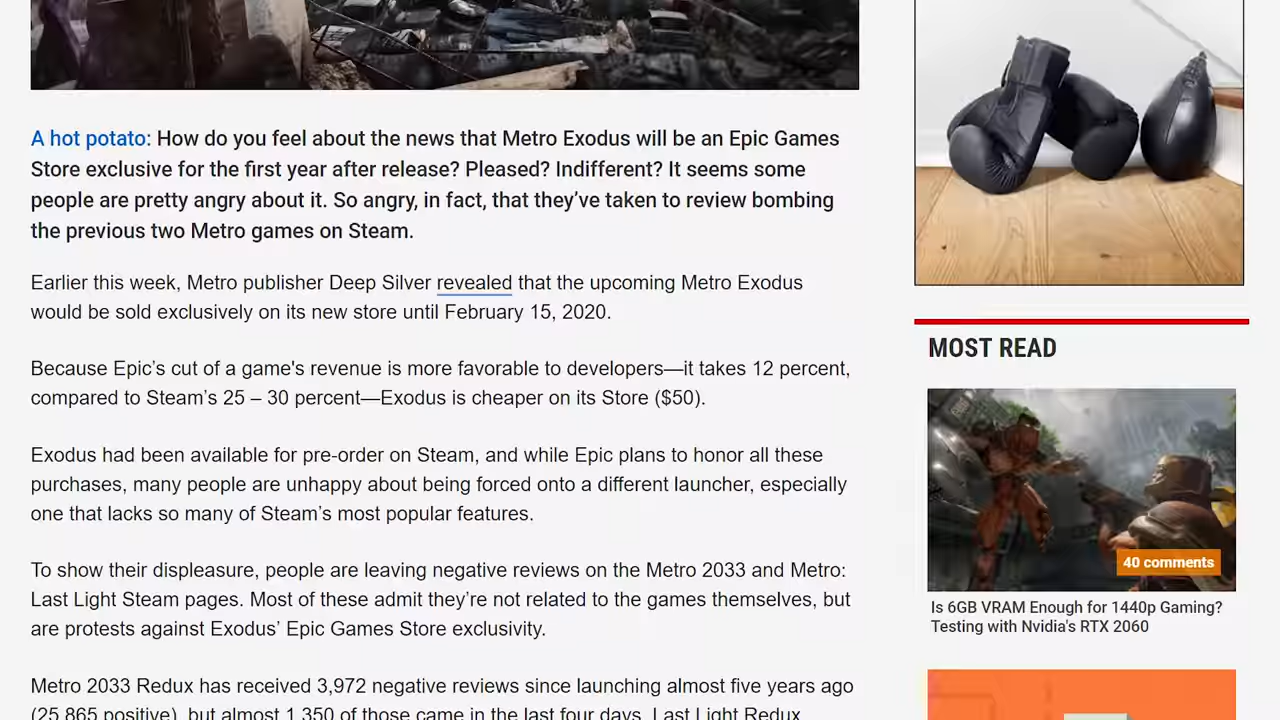 A hot potato: How do you feel about the news that Metro Exodus will be an Epic Games
Store exclusive for the first year after release? Pleased? Indifferent? It seems some
people are pretty angry about it. So angry, in fact, that they’ve taken to review bombing
the previous two Metro games on Steam.
Earlier this week, Metro publisher Deep Silver revealed that the upcoming Metro Exodus
would be sold exclusively on its new store until February 15, 2020.
Because Epic’s cut of a game's revenue is more favorable to developers—it takes 12 percent,
compared to Steam’s 25 – 30 percent—Exodus is cheaper on its Store ($50).
Exodus had been available for pre-order on Steam, and while Epic plans to honor all these
purchases, many people are unhappy about being forced onto a different launcher, especially
one that lacks so many of Steam’s most popular features.
To show their displeasure, people are leaving negative reviews on the Metro 2033 and Metro:
Last Light Steam pages. Most of these admit they’re not related to the games themselves, but
are protests against Exodus’ Epic Games Store exclusivity.
Metro 2033 Redux has received 3,972 negative reviews since launching almost five years ago
(25,865 positive), but almost 1,350 of those came in the last four days. Last Light Redux
MOST READ
40 comments
Is 6GB VRAM Enough for 1440p Gaming?
Testing with Nvidia's RTX 2060